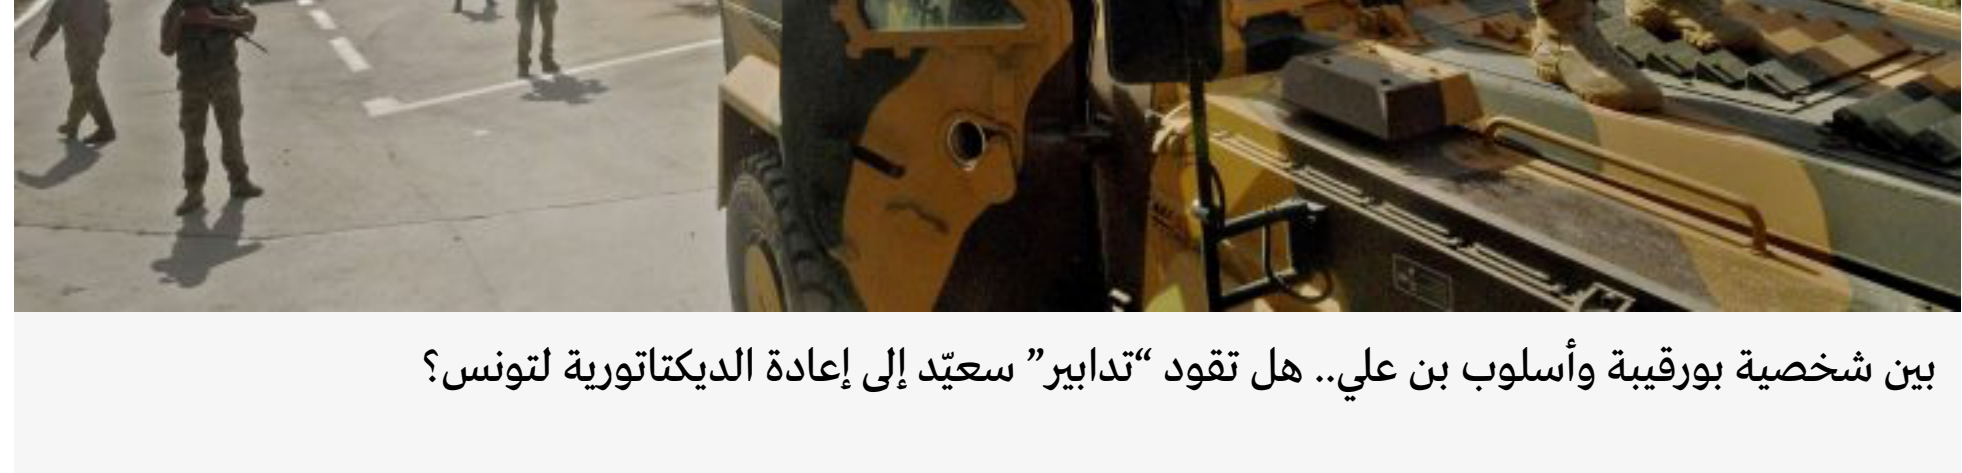 بين شخصية بورقيبة وأسلوب بن علي.. هل تقود “تدابير” سعيّد إلى إعادة الديكتاتورية لتونس؟